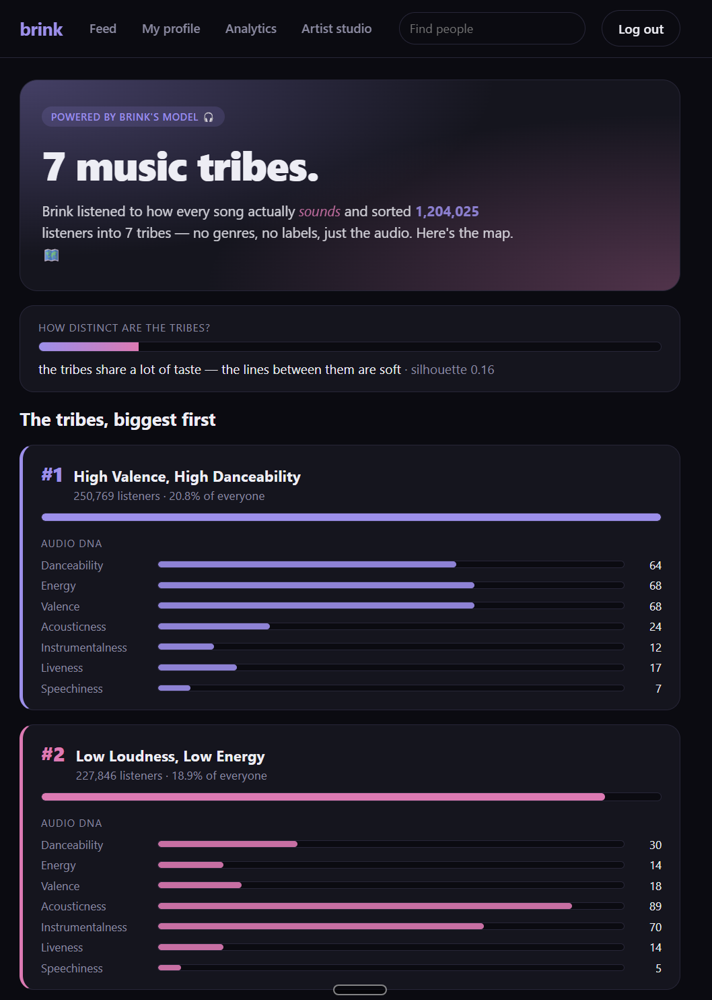 brink
Feed
My profile
Analytics
Artist studio
Find people
Log out
POWERED BY BRINK'S MODEL 🎧
7 music tribes.
Brink listened to how every song actually sounds and sorted 1,204,025
listeners into 7 tribes — no genres, no labels, just the audio. Here's the map.
🗺️
HOW DISTINCT ARE THE TRIBES?
the tribes share a lot of taste — the lines between them are soft · silhouette 0.16
The tribes, biggest first
#1 High Valence, High Danceability
250,769 listeners · 20.8% of everyone
AUDIO DNA
Danceability 64
Energy 68
Valence 68
Acousticness 24
Instrumentalness 12
Liveness 17
Speechiness 7
#2 Low Loudness, Low Energy
227,846 listeners · 18.9% of everyone
AUDIO DNA
Danceability 30
Energy 14
Valence 18
Acousticness 89
Instrumentalness 70
Liveness 14
Speechiness 5